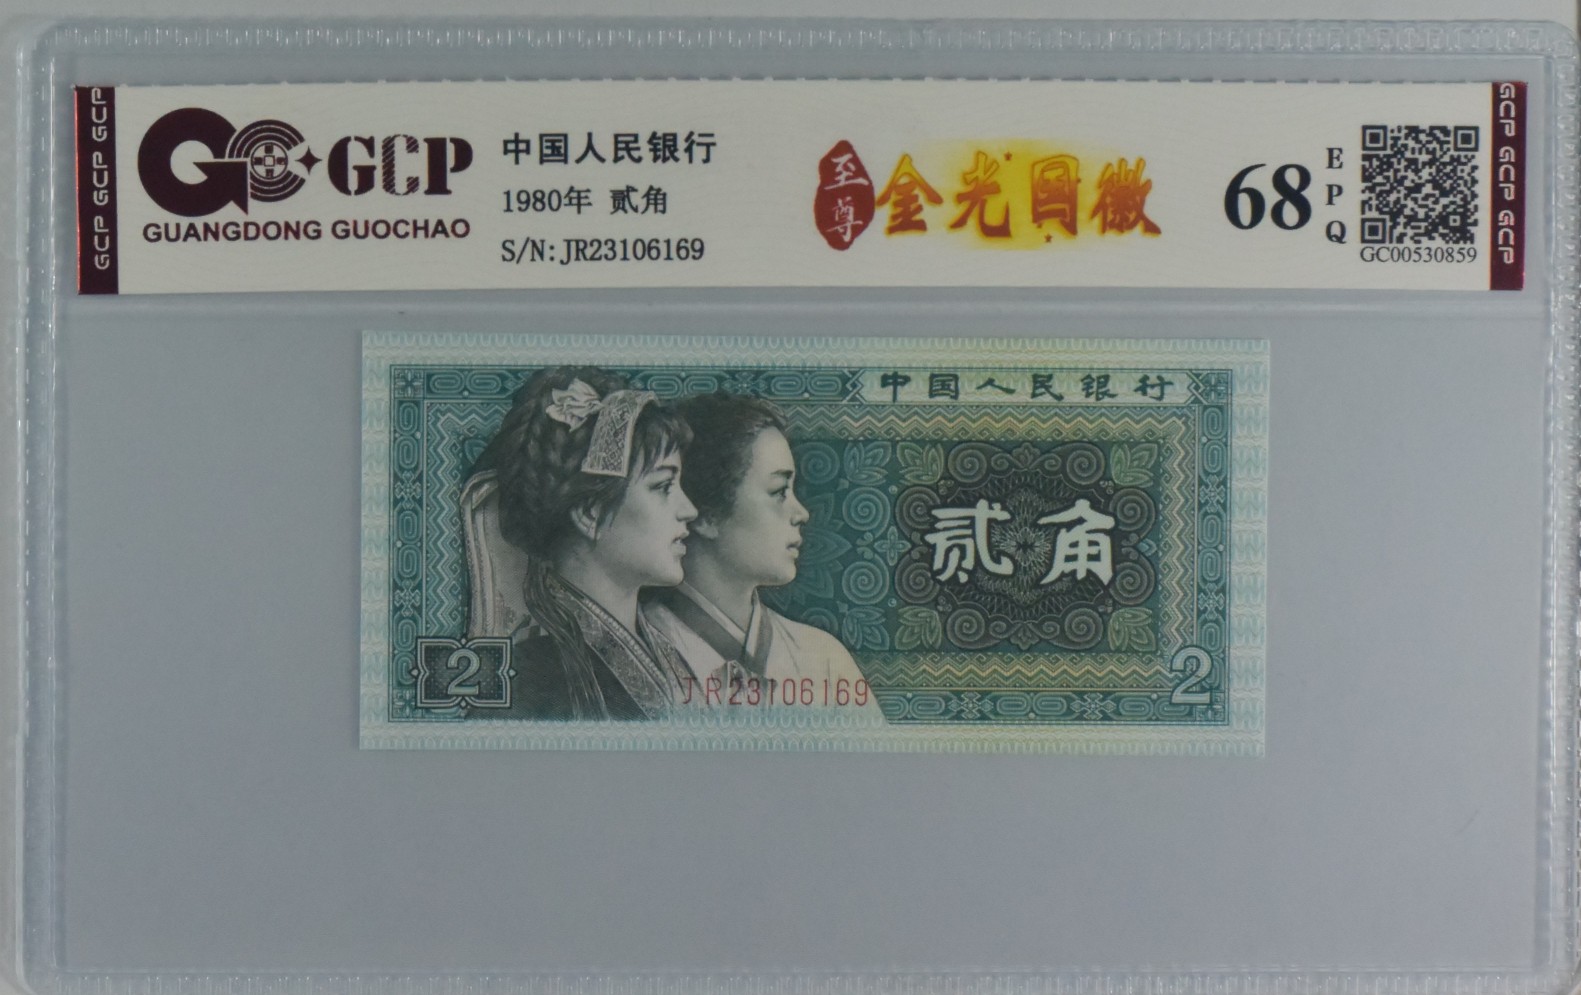 GCP GCP GCP
GCP
GUANGDONG GUOCHAO
中国人民银行
1980年 贰角
S/N:JR23106169
至尊
金光国徽
68
EPQ
GC00530859
GCP GCP GCP
中国人民银行
贰角
2
JR23106169
2